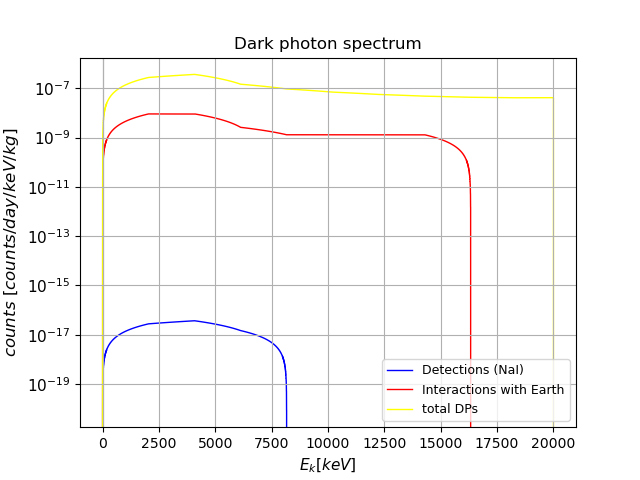 Dark photon spectrum
counts [counts/day/keV/kg]
10⁻⁷
10⁻⁹
10⁻¹¹
10⁻¹³
10⁻¹⁵
10⁻¹⁷
10⁻¹⁹
Detections (NaI)
Interactions with Earth
total DPs
0 2500 5000 7500 10000 12500 15000 17500 20000
Eₖ[keV]